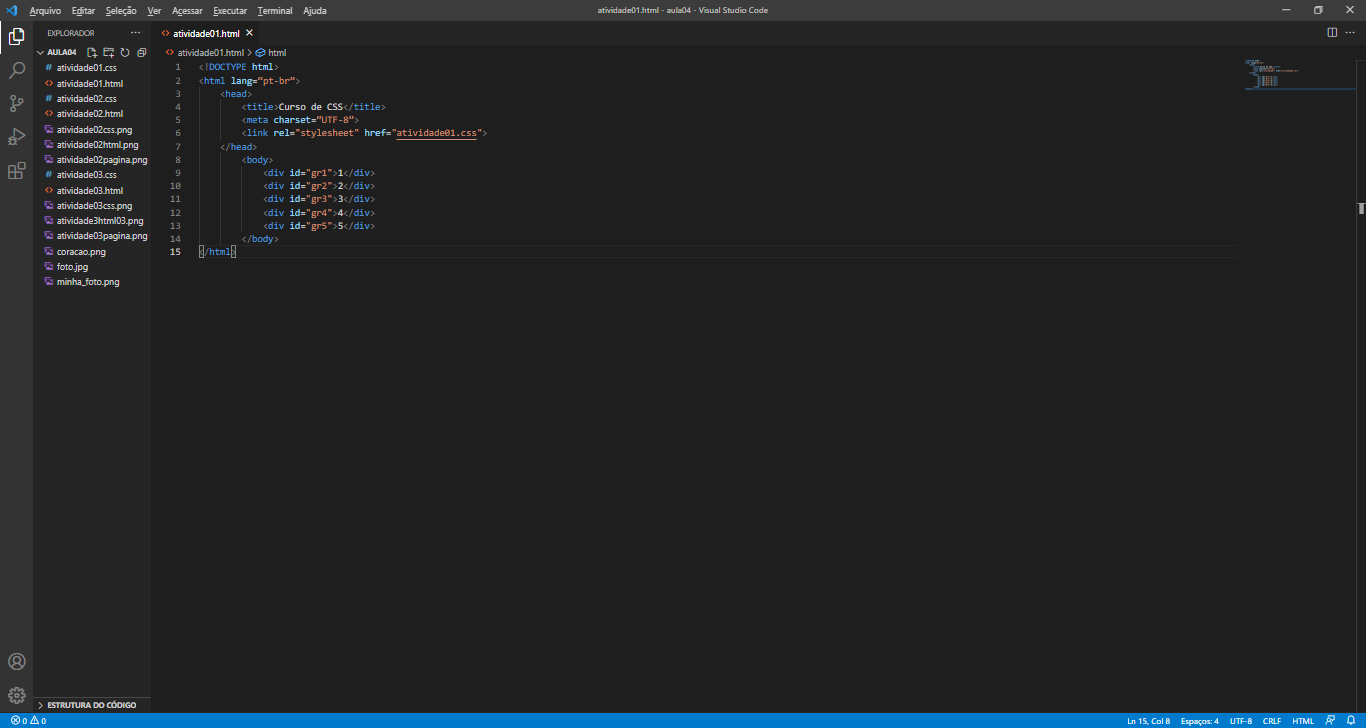 Arquivo Editar Seleção Ver Acessar Executar Terminal Ajuda
atividade01.html - aula04 - Visual Studio Code
EXPLORADOR
AULA04
atividade01.css
atividade01.html
atividade02.css
atividade02.html
atividade02css.png
atividade02html.png
atividade02pagina.png
atividade03.css
atividade03.html
atividade03css.png
atividade3html03.png
atividade03pagina.png
coracao.png
foto.jpg
minha_foto.png
ESTRUTURA DO CÓDIGO
atividade01.html
atividade01.html > html
1 <!DOCTYPE html>
2 <html lang=“pt-br”>
3 <head>
4 <title>Curso de CSS</title>
5 <meta charset=“UTF-8”>
6 <link rel="stylesheet" href="atividade01.css">
7 </head>
8 <body>
9 <div id="gr1">1</div>
10 <div id="gr2">2</div>
11 <div id="gr3">3</div>
12 <div id="gr4">4</div>
13 <div id="gr5">5</div>
14 </body>
15 </html>
0 0
Ln 15, Col 8 Espaços: 4 UTF-8 CRLF HTML